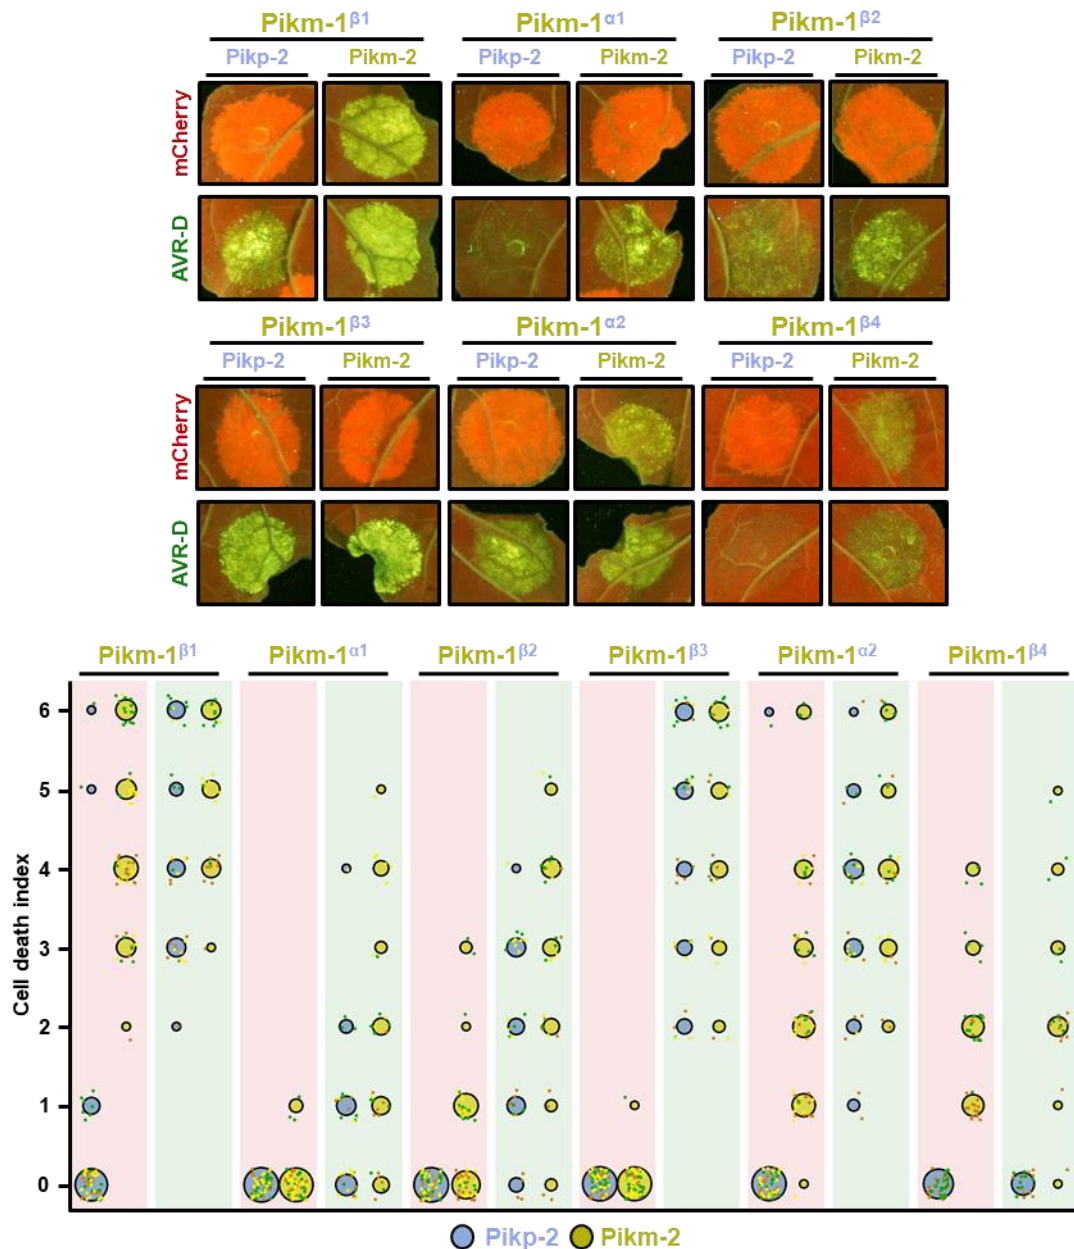 Pikm-1β1 Pikm-1α1 Pikm-1β2
Pikp-2 Pikm-2 Pikp-2 Pikm-2 Pikp-2 Pikm-2
mCherry
AVR-D
Pikm-1β3 Pikm-1α2 Pikm-1β4
Pikp-2 Pikm-2 Pikp-2 Pikm-2 Pikp-2 Pikm-2
mCherry
AVR-D
Pikm-1β1 Pikm-1α1 Pikm-1β2 Pikm-1β3 Pikm-1α2 Pikm-1β4
Cell death index
6
5
4
3
2
1
0
Pikp-2 Pikm-2